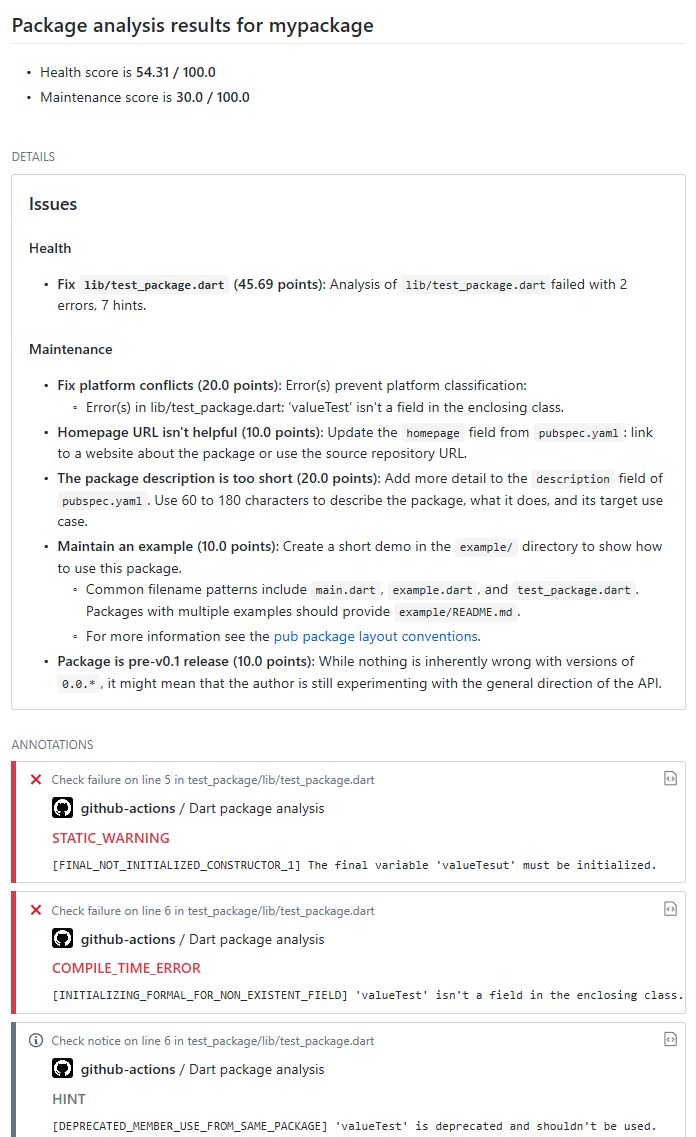 Package analysis results for mypackage
• Health score is 54.31 / 100.0
• Maintenance score is 30.0 / 100.0
DETAILS
Issues
Health
• Fix lib/test_package.dart (45.69 points): Analysis of lib/test_package.dart failed with 2
errors, 7 hints.
Maintenance
• Fix platform conflicts (20.0 points): Error(s) prevent platform classification:
◦ Error(s) in lib/test_package.dart: 'valueTest' isn't a field in the enclosing class.
• Homepage URL isn't helpful (10.0 points): Update the homepage field from pubspec.yaml : link
to a website about the package or use the source repository URL.
• The package description is too short (20.0 points): Add more detail to the description field of
pubspec.yaml . Use 60 to 180 characters to describe the package, what it does, and its target use
case.
• Maintain an example (10.0 points): Create a short demo in the example/ directory to show how
to use this package.
◦ Common filename patterns include main.dart , example.dart , and test_package.dart .
Packages with multiple examples should provide example/README.md .
◦ For more information see the pub package layout conventions.
• Package is pre-v0.1 release (10.0 points): While nothing is inherently wrong with versions of
0.0.* , it might mean that the author is still experimenting with the general direction of the API.
ANNOTATIONS
Check failure on line 5 in test_package/lib/test_package.dart
github-actions / Dart package analysis
STATIC_WARNING
[FINAL_NOT_INITIALIZED_CONSTRUCTOR_1] The final variable 'valueTesut' must be initialized.
Check failure on line 6 in test_package/lib/test_package.dart
github-actions / Dart package analysis
COMPILE_TIME_ERROR
[INITIALIZING_FORMAL_FOR_NON_EXISTENT_FIELD] 'valueTest' isn't a field in the enclosing class.
Check notice on line 6 in test_package/lib/test_package.dart
github-actions / Dart package analysis
HINT
[DEPRECATED_MEMBER_USE_FROM_SAME_PACKAGE] 'valueTest' is deprecated and shouldn't be used.